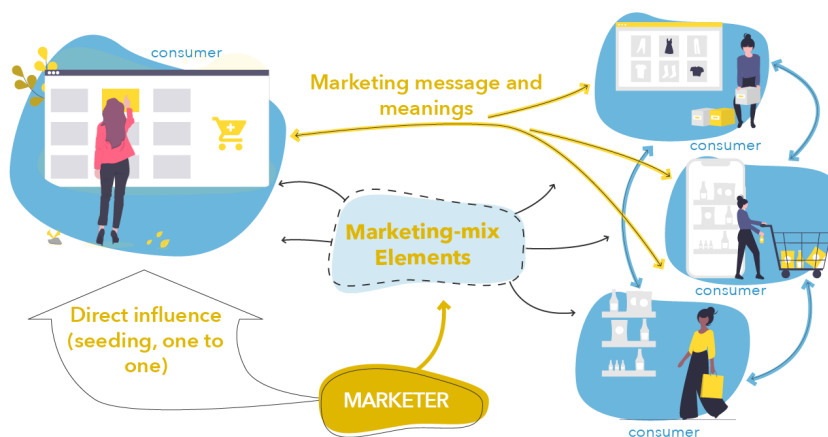 consumer
Marketing message and
meanings
consumer
Marketing-mix
Elements
consumer
Direct influence
(seeding, one to
one)
MARKETER
consumer